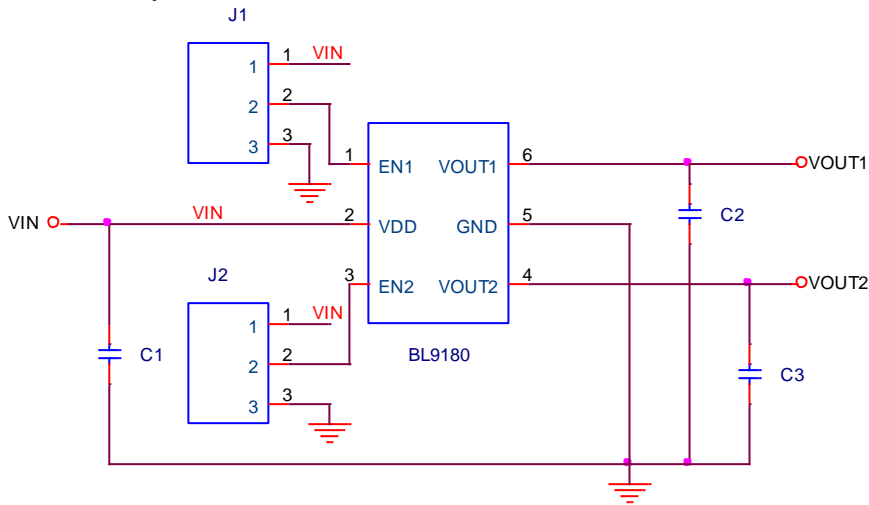 J1
1 1 VIN
2 2
3 3
1 EN1 VOUT1 6 VOUT1
VIN VIN 2 VDD GND 5 C2
J2 3 EN2 VOUT2 4 VOUT2
1 1 VIN
C1 2 2 BL9180 C3
3 3